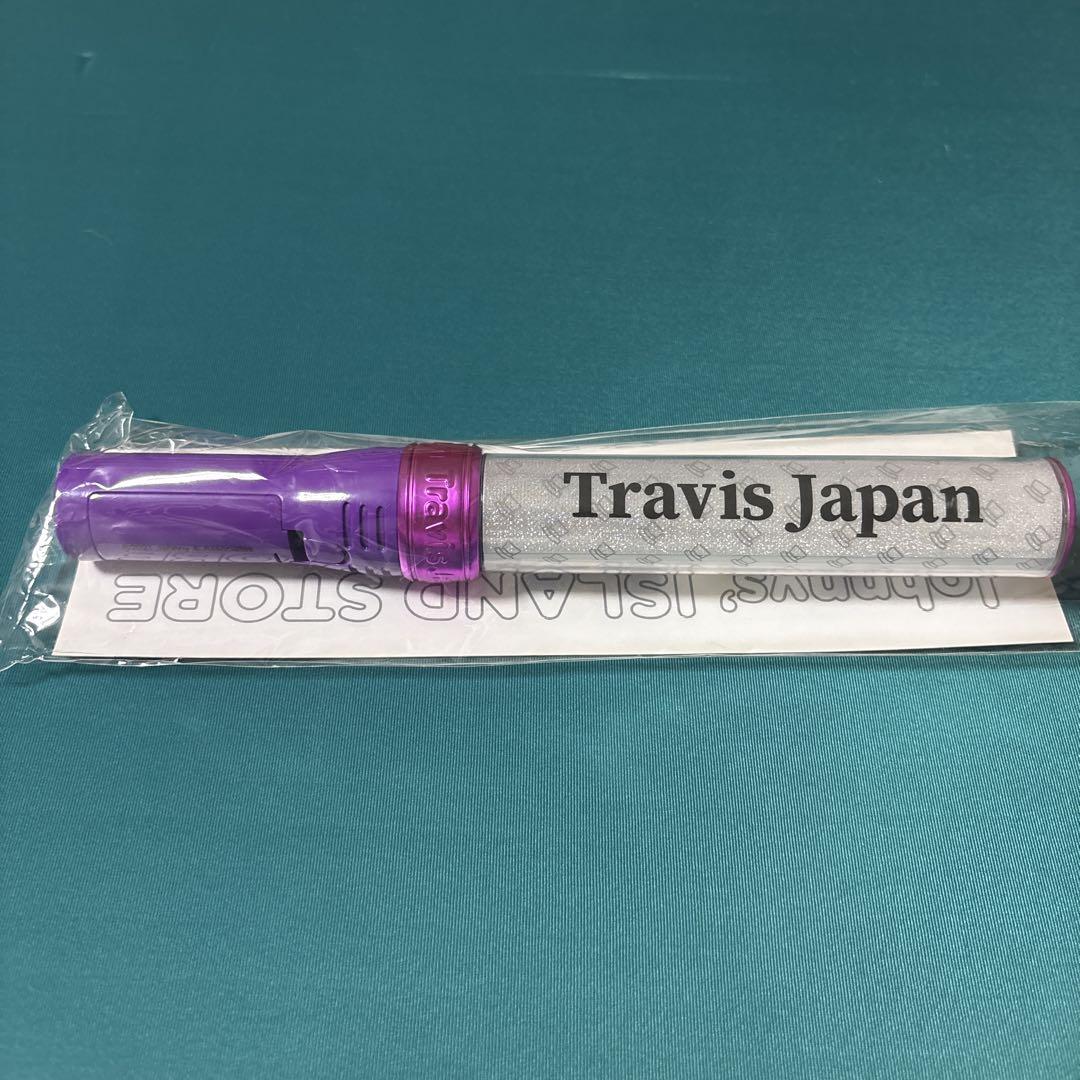 Travis Japan
Travis J
Johnnys' ISLAND STORE